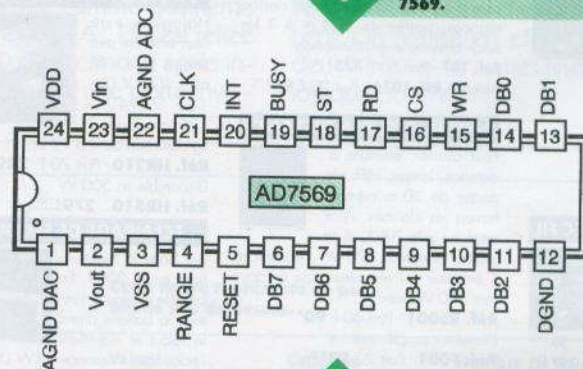 7569.
VDD
Vin
AGND ADC
CLK
INT
BUSY
ST
RD
CS
WR
DB0
DB1
24 23 22 21 20 19 18 17 16 15 14 13
AD7569
1 2 3 4 5 6 7 8 9 10 11 12
AGND DAC
Vout
VSS
RANGE
RESET
DB7
DB6
DB5
DB4
DB3
DB2
DGND